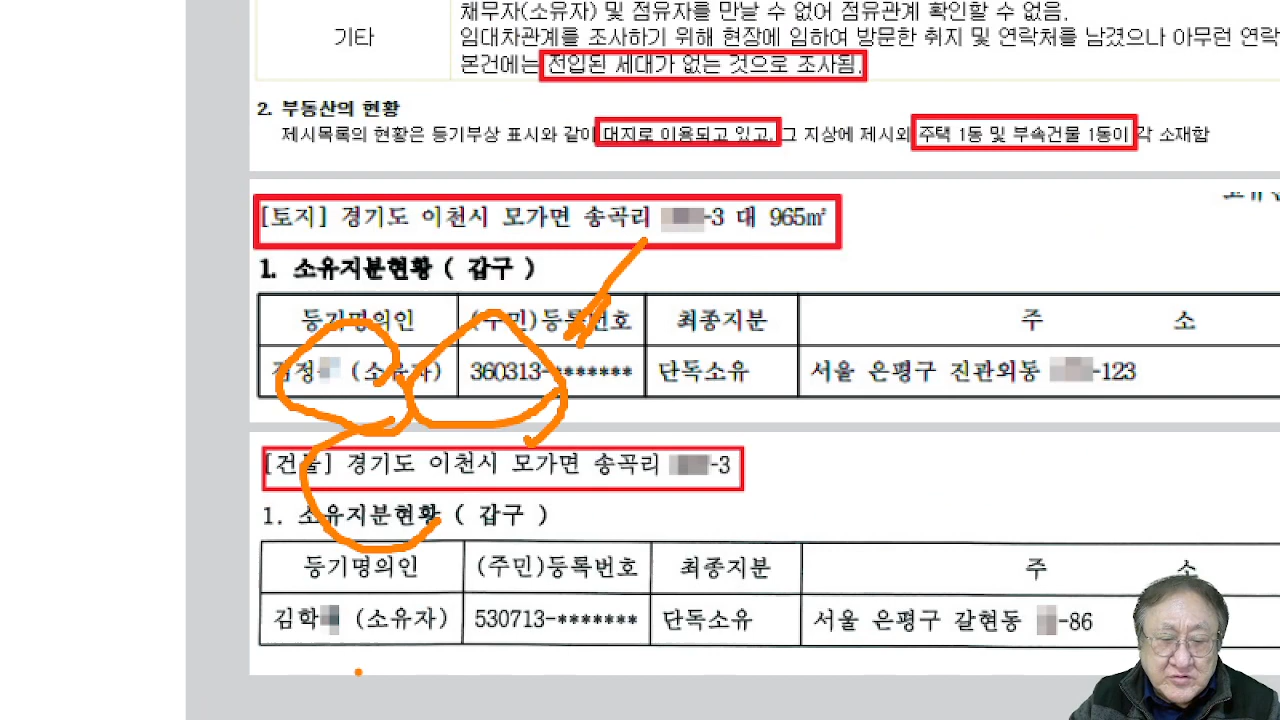 채무자(소유자) 및 점유자를 만날 수 없어 점유관계 확인할 수 없음.
기타
임대차관계를 조사하기 위해 현장에 임하여 방문한 취지 및 연락처를 남겼으나 아무런 연락
본건에는 전입된 세대가 없는 것으로 조사됨.
2. 부동산의 현황
제시목록의 현황은 등기부상 표시와 같이 대지로 이용되고 있고, 그 지상에 제시외 주택 1동 및 부속건물 1동이 각 소재함
[토지] 경기도 이천시 모가면 송곡리 -3 대 965㎡
1. 소유지분현황 ( 갑구 )
등기명의인 (주민)등록번호 최종지분 주 소
김정 (소유자) 360313-******* 단독소유 서울 은평구 진관외동 -123
[건물] 경기도 이천시 모가면 송곡리 -3
1. 소유지분현황 ( 갑구 )
등기명의인 (주민)등록번호 최종지분 주 소
김학 (소유자) 530713-******* 단독소유 서울 은평구 갈현동 -86